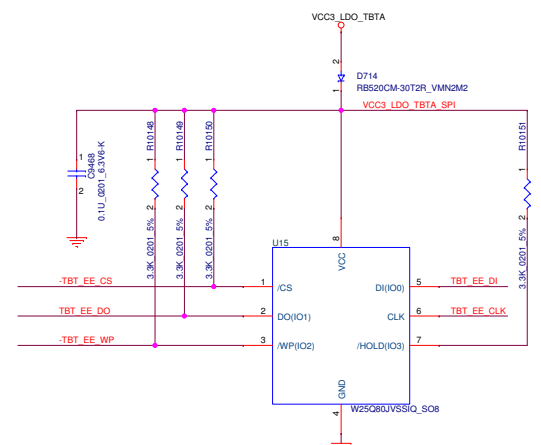 VCC3_LDO_TBTA
2
D714
RB520CM-30T2R_VMN2M2
1
VCC3_LDO_TBTA_SPI
1
C9468
2
0.1U_0201_6.3V6-K
R10148
1
2
3.3K_0201_5%
R10149
1
2
3.3K_0201_5%
R10150
1
2
3.3K_0201_5%
R10151
1
2
3.3K_0201_5%
U15
8
VCC
-TBT_EE_CS
1
/CS
DI(IO0)
5
TBT_EE_DI
TBT_EE_DO
2
DO(IO1)
CLK
6
TBT_EE_CLK
-TBT_EE_WP
3
/WP(IO2)
/HOLD(IO3)
7
GND
4
W25Q80JVSSIQ_SO8